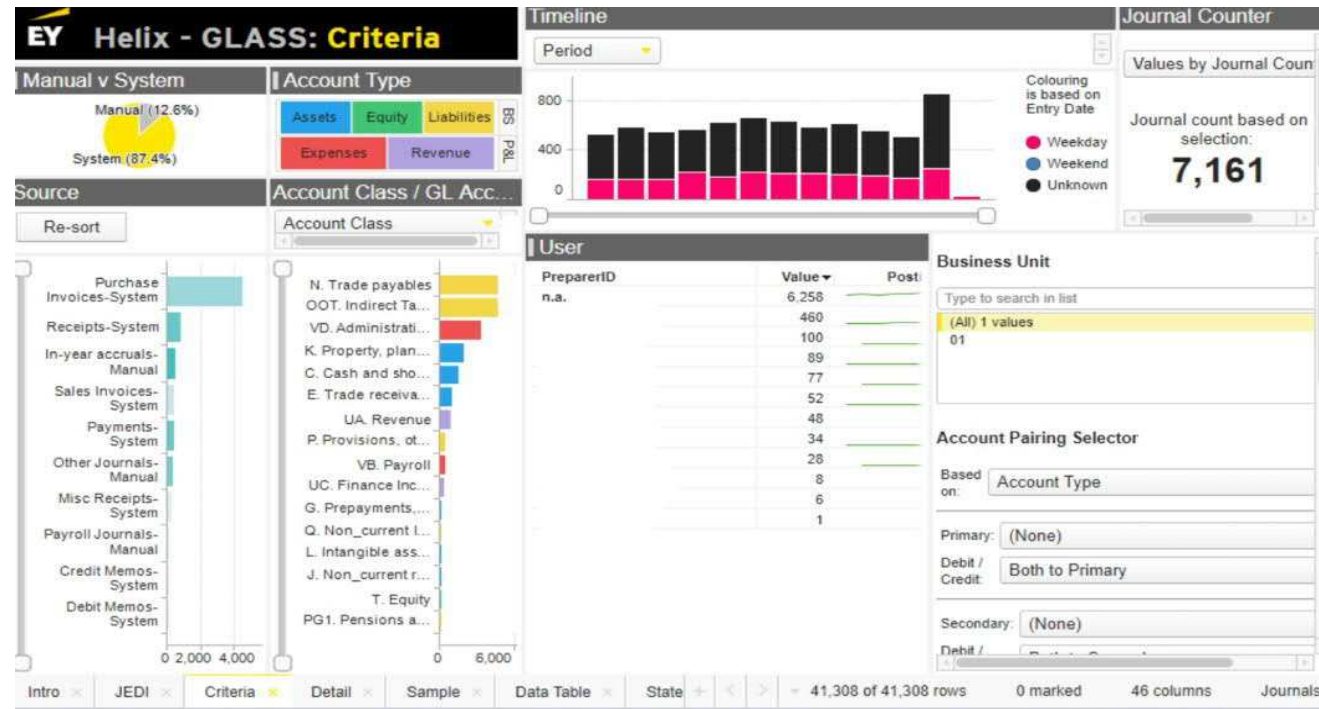 EY
Helix - GLASS: Criteria
Manual v System
Manual (12.6%)
System (87.4%)
Account Type
Assets
Equity
Liabilities
BS
Expenses
Revenue
P&L
Source
Re-sort
Purchase
Invoices-System
Receipts-System
In-year accruals-
Manual
Sales Invoices-
System
Payments-
System
Other Journals-
Manual
Misc Receipts-
System
Payroll Journals-
Manual
Credit Memos-
System
Debit Memos-
System
0 2,000 4,000
Account Class / GL Acc...
Account Class
N. Trade payables
OOT. Indirect Ta...
VD. Administrati...
K. Property, plan...
C. Cash and sho...
E. Trade receiva...
UA. Revenue
P. Provisions, ot...
VB. Payroll
UC. Finance Inc...
G. Prepayments,...
Q. Non_current l...
L. Intangible ass...
J. Non_current r...
T. Equity
PG1. Pensions a...
0 6,000
Timeline
Period
800
400
0
Colouring
is based on
Entry Date
Weekday
Weekend
Unknown
Journal Counter
Values by Journal Coun
Journal count based on
selection:
7,161
User
PreparerID Value Post
n.a. 6,258
460
100
89
77
52
48
34
28
8
6
1
Business Unit
Type to search in list
(All) 1 values
01
Account Pairing Selector
Based
on:
Account Type
Primary: (None)
Debit /
Credit:
Both to Primary
Secondary: (None)
Debit /
Intro
JEDI
Criteria
Detail
Sample
Data Table
State
41,308 of 41,308 rows
0 marked
46 columns
Journals